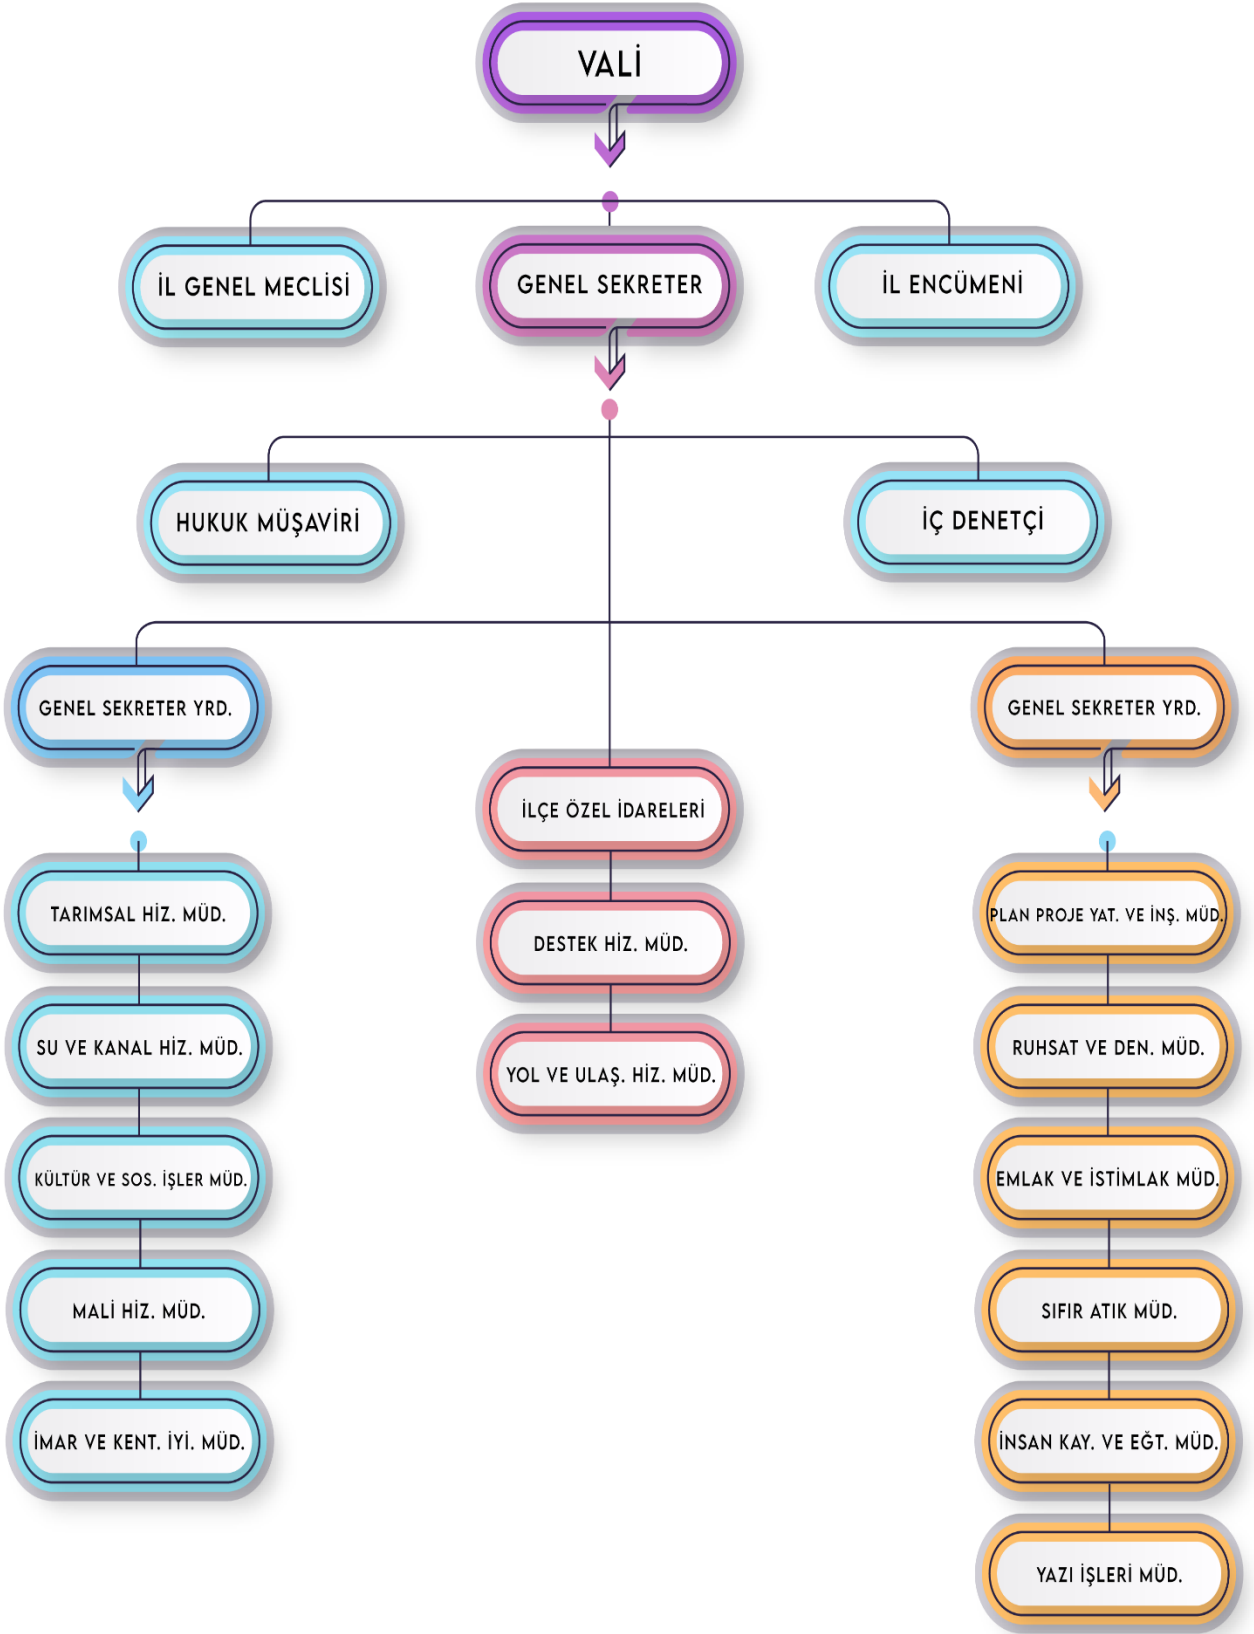 VALİ
İL GENEL MECLİSİ
GENEL SEKRETER
İL ENCÜMENİ
HUKUK MÜŞAVİRİ
İÇ DENETÇİ
GENEL SEKRETER YRD.
GENEL SEKRETER YRD.
İLÇE ÖZEL İDARELERİ
TARIMSAL HİZ. MÜD.
DESTEK HİZ. MÜD.
PLAN PROJE YAT. VE İNŞ. MÜD.
SU VE KANAL HİZ. MÜD.
YOL VE ULAŞ. HİZ. MÜD.
RUHSAT VE DEN. MÜD.
KÜLTÜR VE SOS. İŞLER MÜD.
EMLAK VE İSTİMLAK MÜD.
MALİ HİZ. MÜD.
SIFIR ATIK MÜD.
İMAR VE KENT. İYİ. MÜD.
İNSAN KAY. VE EĞT. MÜD.
YAZI İŞLERİ MÜD.